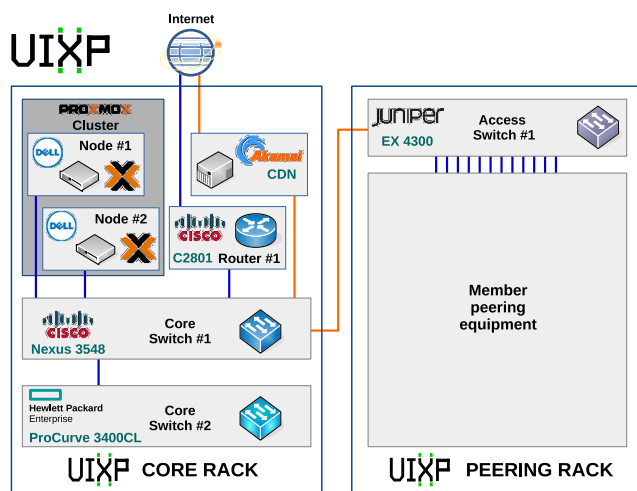 UIXP
Internet
PROXMOX
Cluster
DELL
Node #1
DELL
Node #2
Akamai
CDN
CISCO
C2801
Router #1
CISCO
Nexus 3548
Core
Switch #1
Hewlett Packard
Enterprise
ProCurve 3400CL
Core
Switch #2
UIXP CORE RACK
JUNIPER
EX 4300
Access
Switch #1
Member
peering
equipment
UIXP PEERING RACK